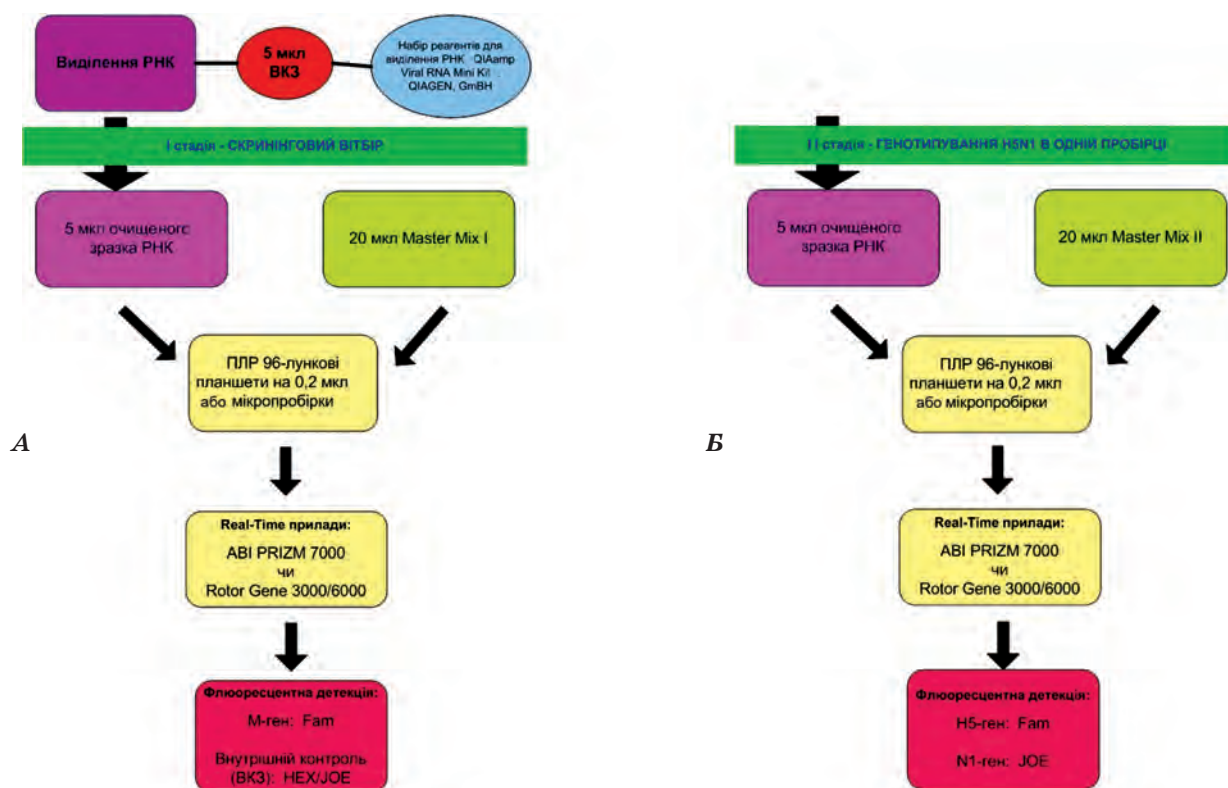 Виділення РНК
5 мкл
ВКЗ
Набір реагентів для
виділення РНК QIAamp
Viral RNA Mini Kit
QIAGEN, GmBH
І стадія - СКРИНІНГОВИЙ ВІТБІР
5 мкл очищеного
зразка РНК
20 мкл Master Mix I
ПЛР 96-лункові
планшети на 0,2 мкл
або мікропробірки
А
Real-Time прилади:
ABI PRIZM 7000
чи
Rotor Gene 3000/6000
Флюоресцентна детекція:
М-ген: Fam
Внутрішній контроль
(ВКЗ): HEX/JOE
І І стадія - ГЕНОТИПУВАННЯ H5N1 В ОДНІЙ ПРОБІРЦІ
5 мкл очищеного
зразка РНК
20 мкл Master Mix II
ПЛР 96-лункові
планшети на 0,2 мкл
або мікропробірки
Б
Real-Time прилади:
ABI PRIZM 7000
чи
Rotor Gene 3000/6000
Флюоресцентна детекція:
H5-ген: Fam
N1-ген: JOE